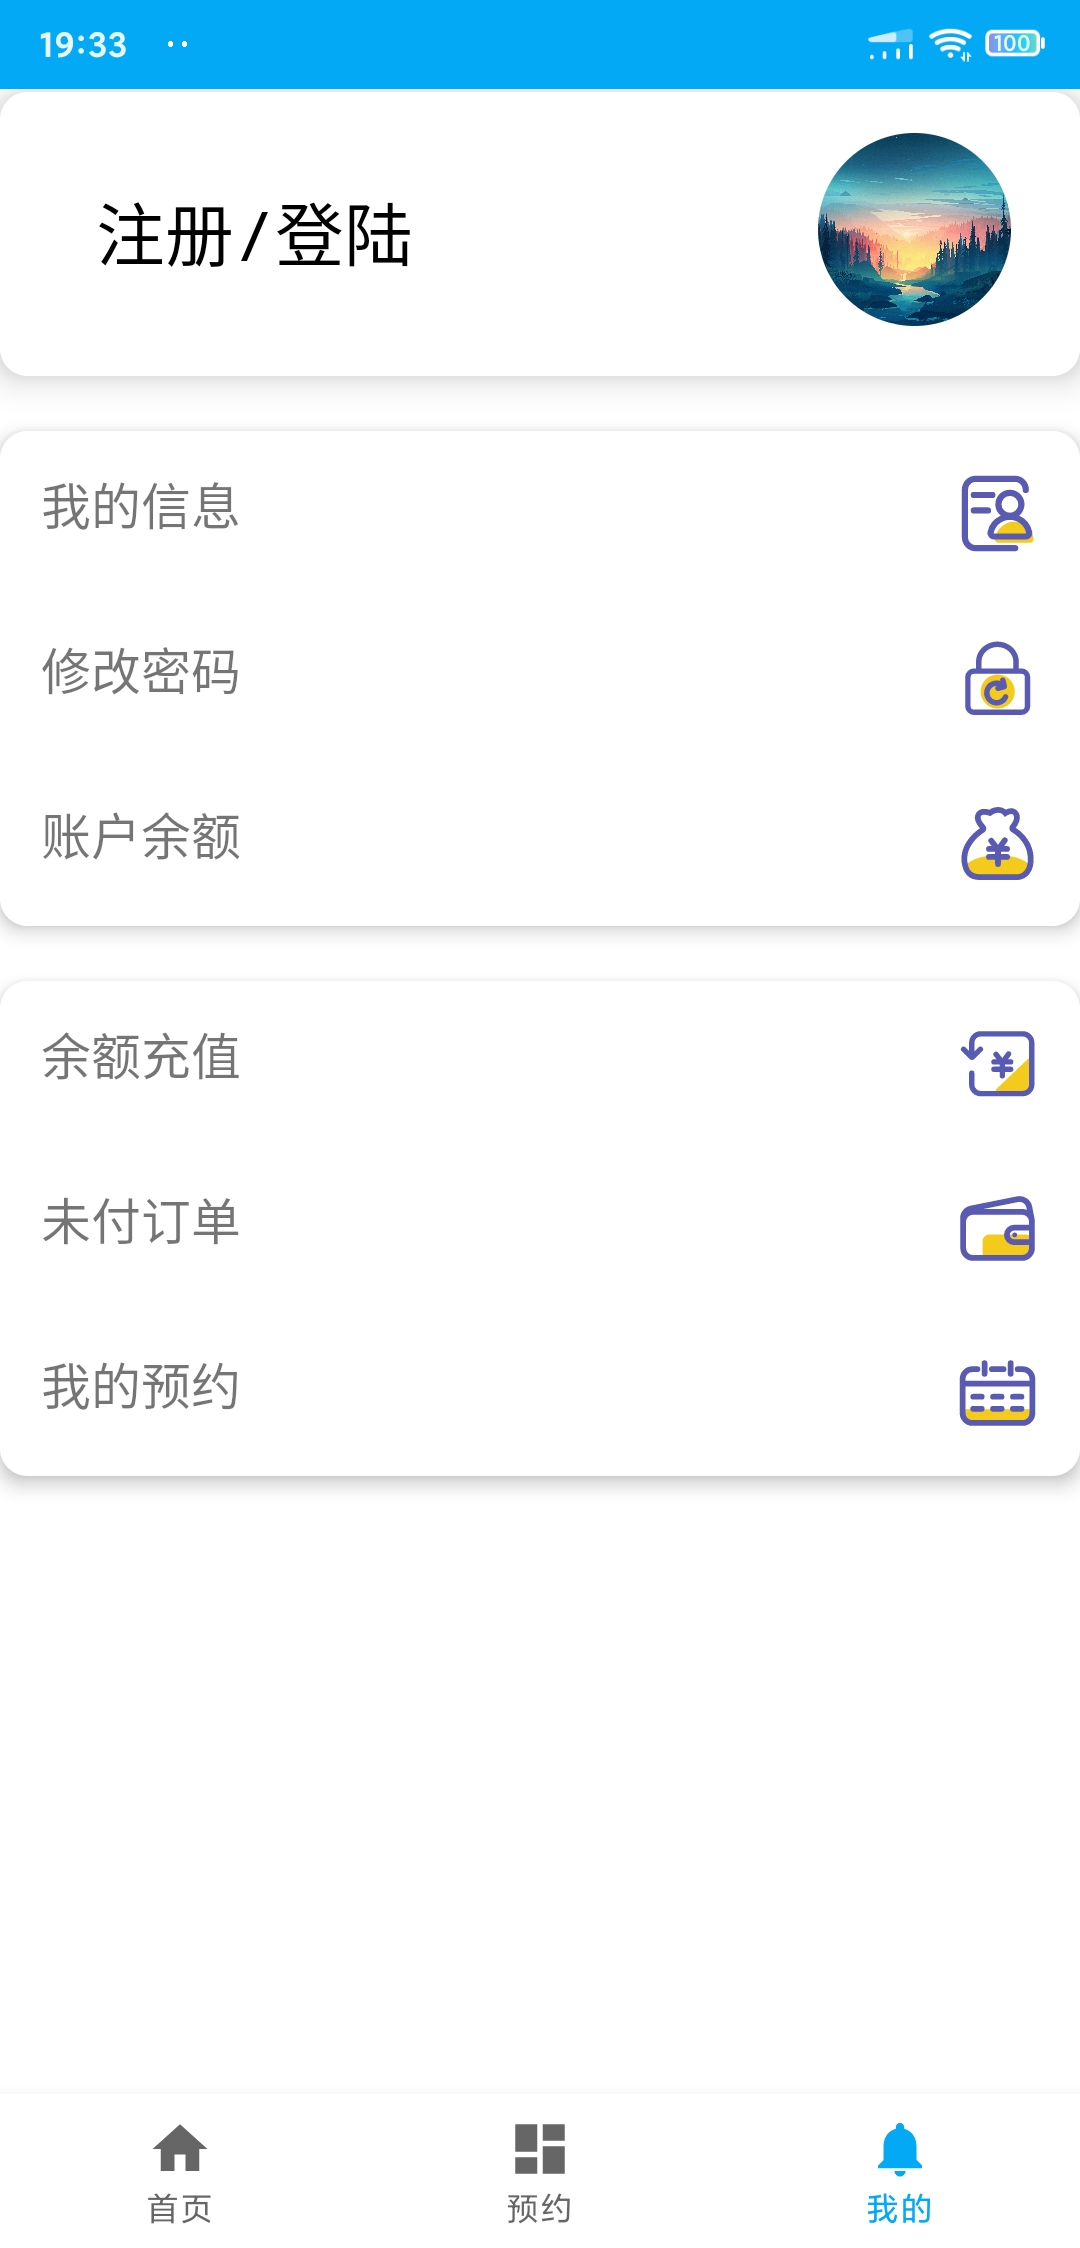 19:33
100
注册/登陆
我的信息
修改密码
账户余额
余额充值
未付订单
我的预约
首页
预约
我的